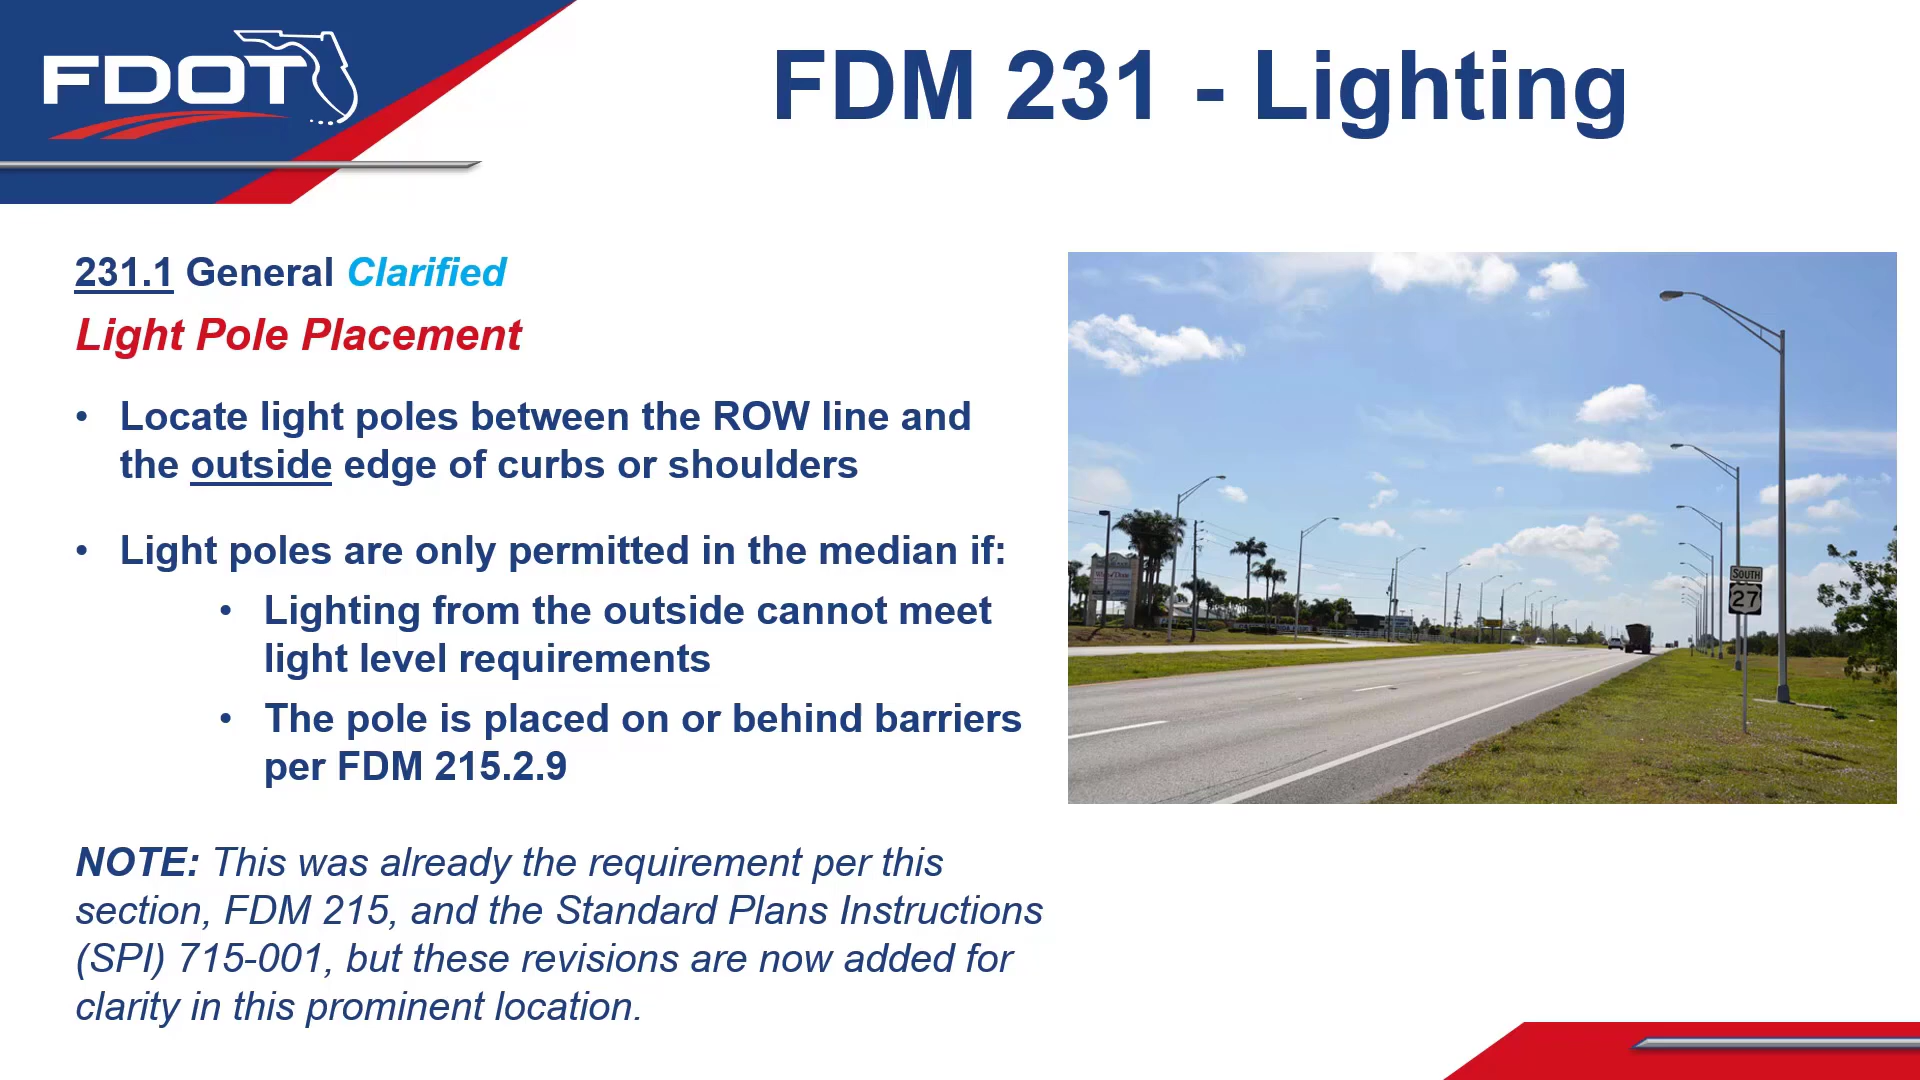 FDOT
FDM 231 - Lighting
231.1 General Clarified
Light Pole Placement
• Locate light poles between the ROW line and
the outside edge of curbs or shoulders
• Light poles are only permitted in the median if:
• Lighting from the outside cannot meet
light level requirements
• The pole is placed on or behind barriers
per FDM 215.2.9
NOTE: This was already the requirement per this
section, FDM 215, and the Standard Plans Instructions
(SPI) 715-001, but these revisions are now added for
clarity in this prominent location.
SOUTH
27